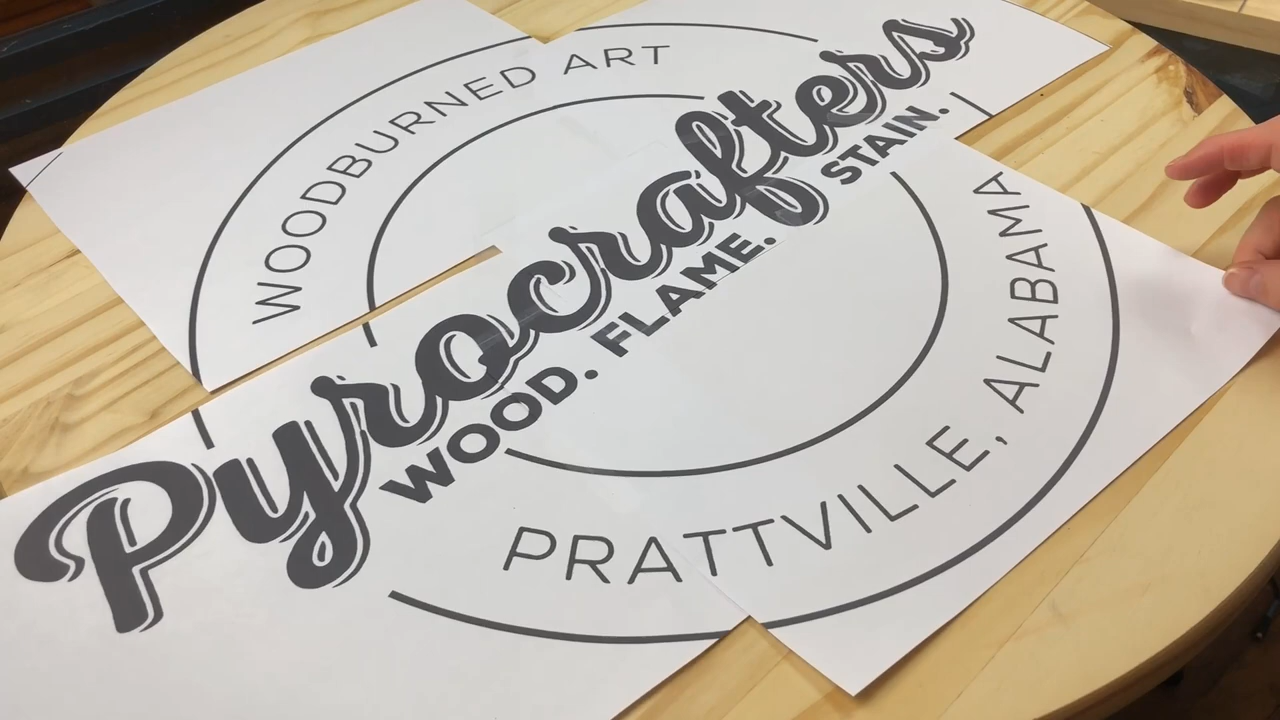 WOODBURNED ART
Pyrocrafters
WOOD. FLAME. STAIN.
PRATTVILLE, ALABAMA